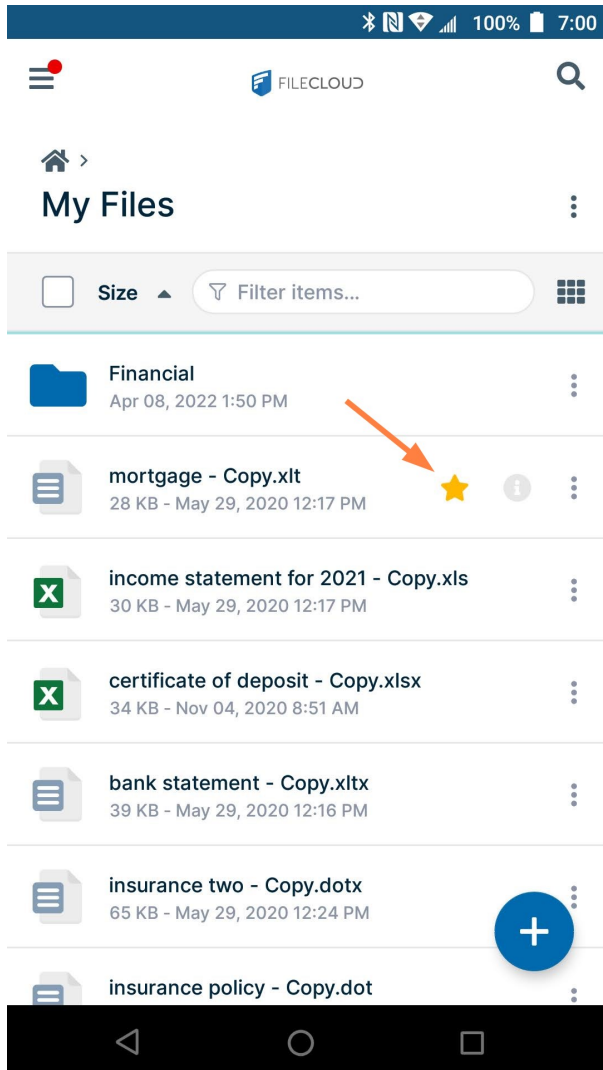 100% 7:00
FILECLOUD
My Files
Size Filter items...
Financial
Apr 08, 2022 1:50 PM
mortgage - Copy.xlt
28 KB - May 29, 2020 12:17 PM
income statement for 2021 - Copy.xls
30 KB - May 29, 2020 12:17 PM
certificate of deposit - Copy.xlsx
34 KB - Nov 04, 2020 8:51 AM
bank statement - Copy.xltx
39 KB - May 29, 2020 12:16 PM
insurance two - Copy.dotx
65 KB - May 29, 2020 12:24 PM
insurance policy - Copy.dot